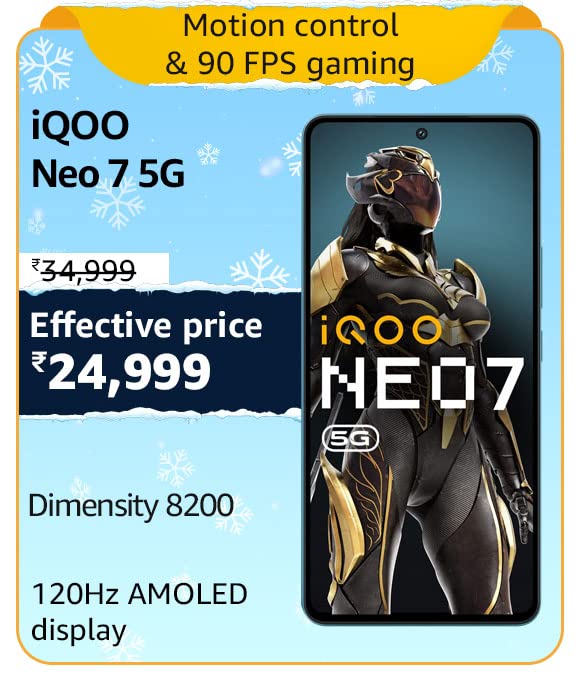 Motion control
& 90 FPS gaming
iQOO
Neo 7 5G
₹34,999
Effective price
₹24,999
Dimensity 8200
120Hz AMOLED
display
iQOO
NEO7
5G